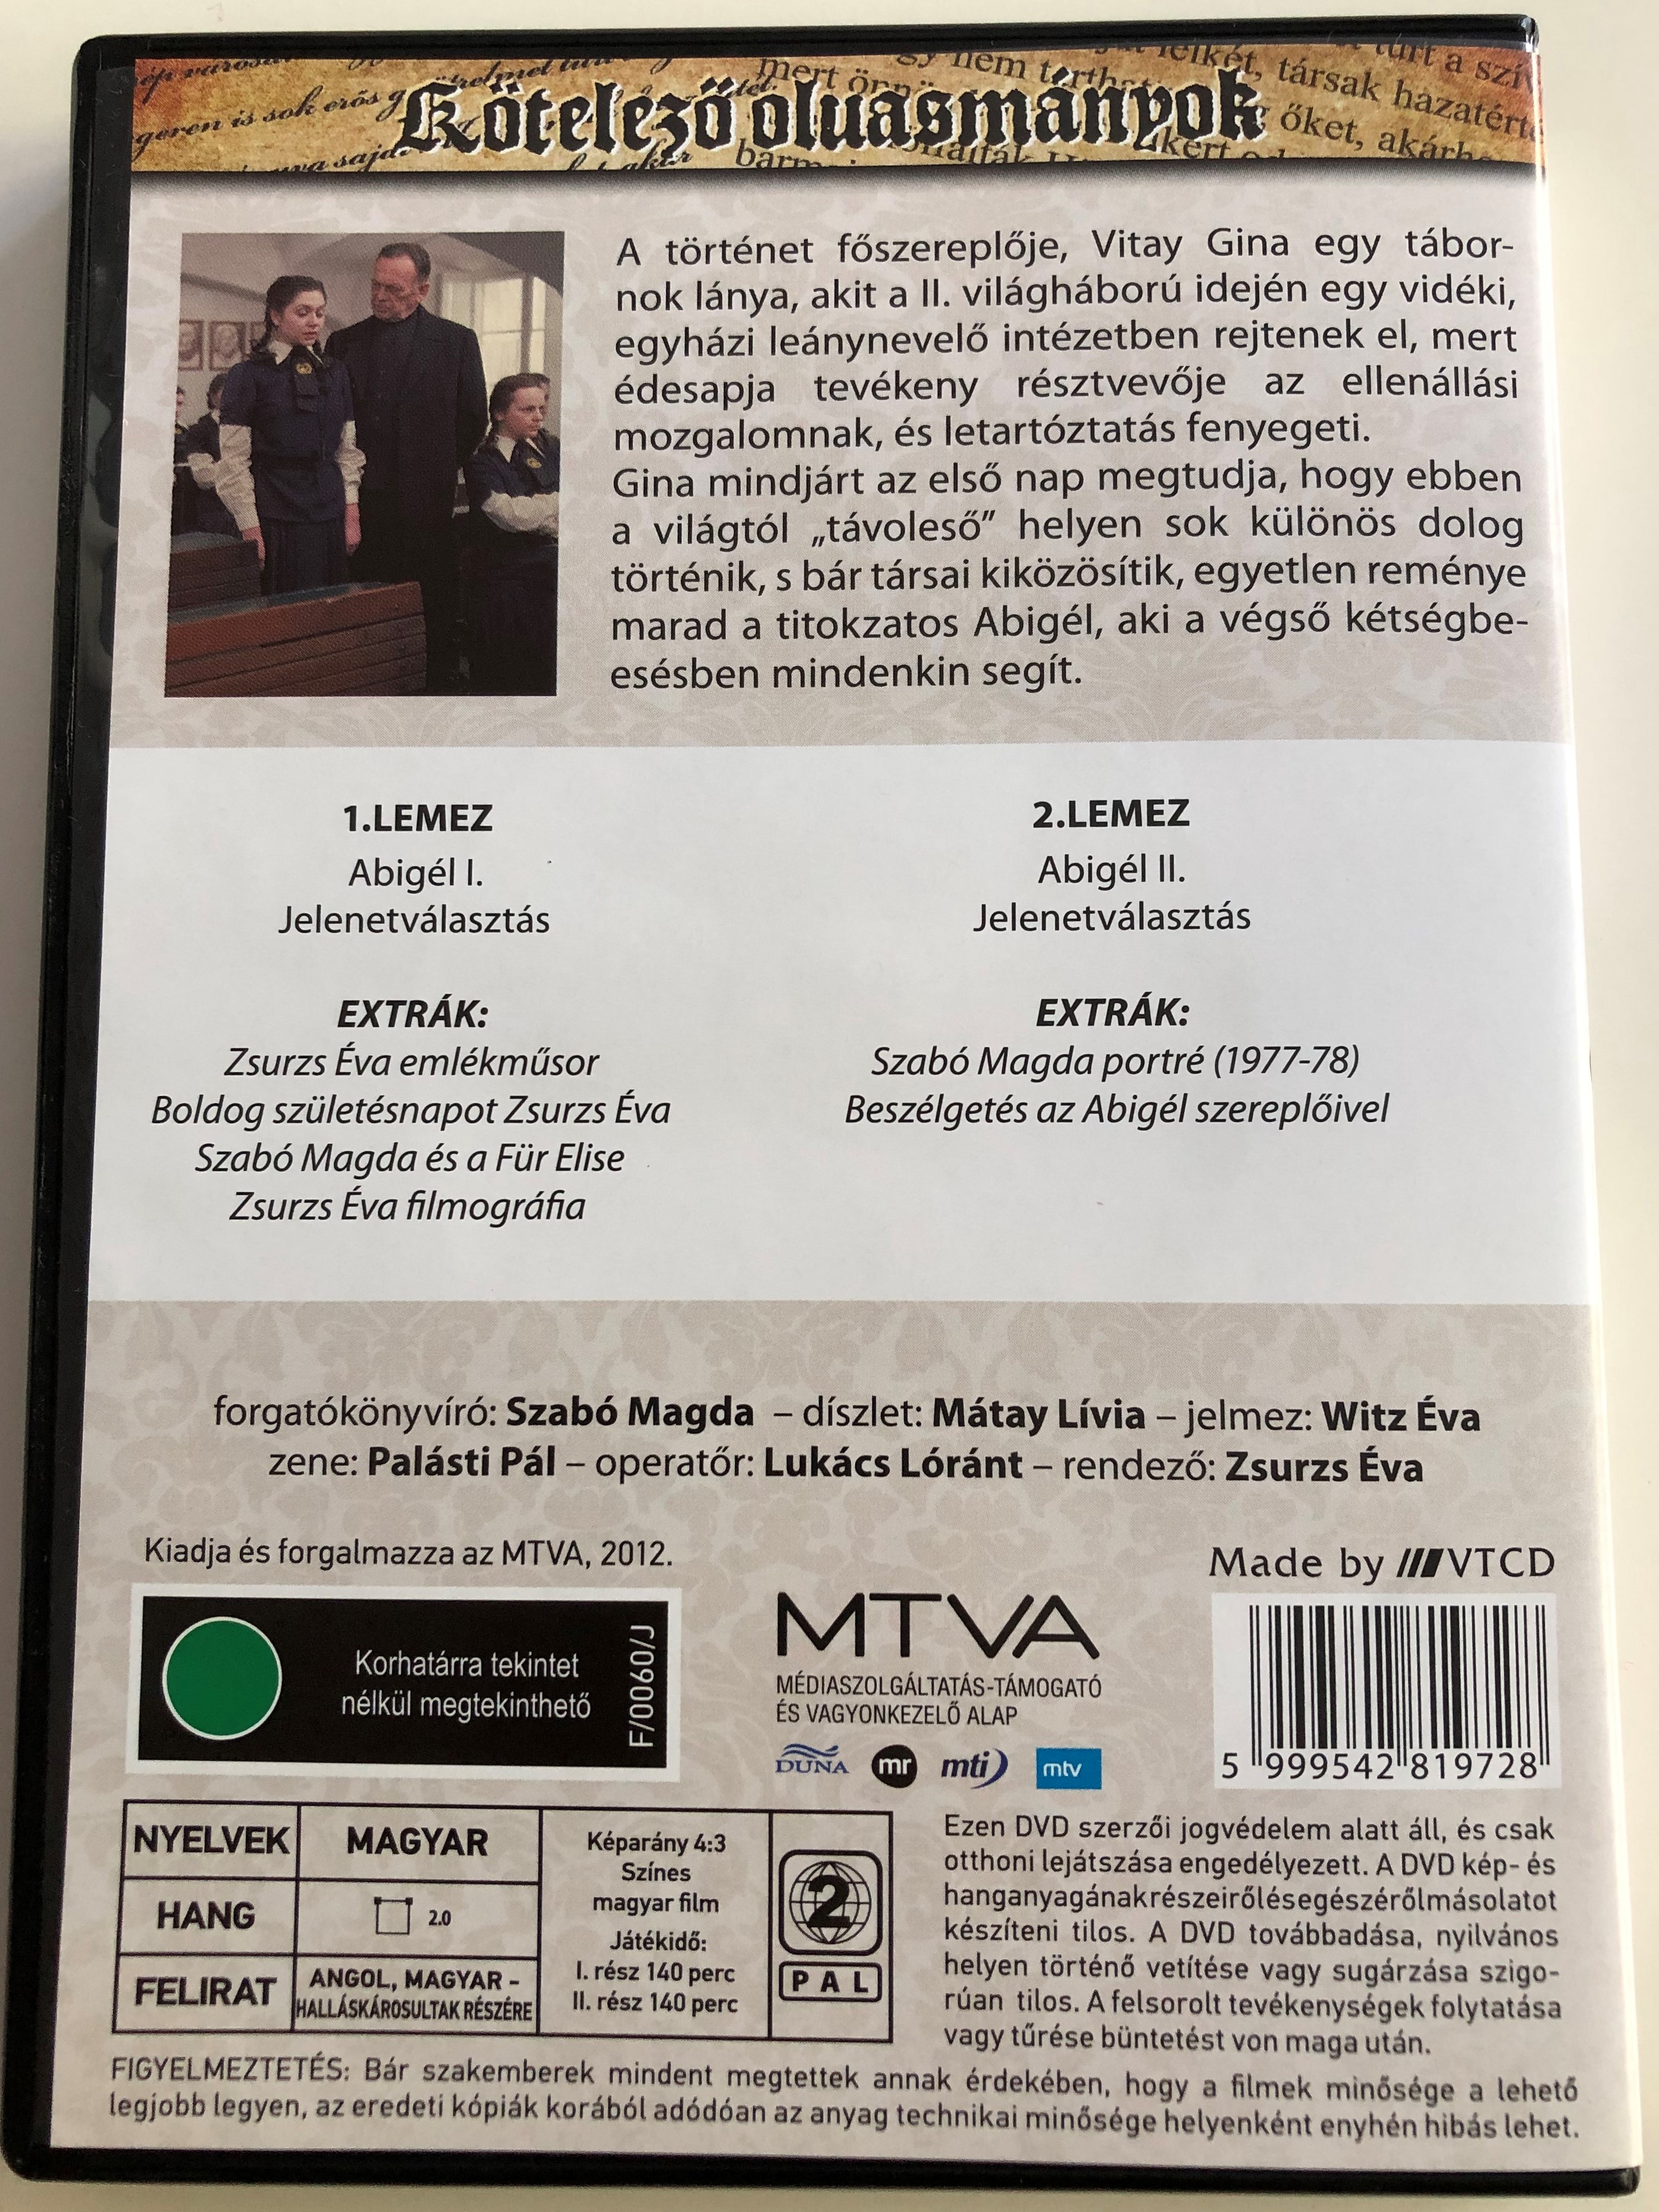 Kötelező olvasmányok
A történet főszereplője, Vitay Gina egy tábor-
nok lánya, akit a II. világháború idején egy vidéki,
egyházi leánynevelő intézetben rejtenek el, mert
édesapja tevékeny résztvevője az ellenállási
mozgalomnak, és letartóztatás fenyegeti.
Gina mindjárt az első nap megtudja, hogy ebben
a világtól „távoleső” helyen sok különös dolog
történik, s bár társai kiközösítik, egyetlen reménye
marad a titokzatos Abigél, aki a végső kétségbe-
esésben mindenkin segít.
1.LEMEZ
Abigél I.
Jelenetválasztás
EXTRÁK:
Zsurzs Éva emlékműsor
Boldog születésnapot Zsurzs Éva
Szabó Magda és a Für Elise
Zsurzs Éva filmográfia
2.LEMEZ
Abigél II.
Jelenetválasztás
EXTRÁK:
Szabó Magda portré (1977-78)
Beszélgetés az Abigél szereplőivel
forgatókönyvíró: Szabó Magda – díszlet: Mátay Lívia – jelmez: Witz Éva
zene: Palásti Pál – operatőr: Lukács Lóránt – rendező: Zsurzs Éva
Kiadja és forgalmazza az MTVA, 2012.
Korhatárra tekintet
nélkül megtekinthető
F/0060/J
MTVA
MÉDIASZOLGÁLTATÁS-TÁMOGATÓ
ÉS VAGYONKEZELŐ ALAP
DUNA mr mti mtv
Made by VTCD
5 999542 819728
NYELVEK MAGYAR
HANG 2.0
FELIRAT ANGOL, MAGYAR -
HALLÁSKÁROSULTAK RÉSZÉRE
Képarány 4:3
Színes
magyar film
Játékidő:
I. rész 140 perc
II. rész 140 perc
2
PAL
Ezen DVD szerzői jogvédelem alatt áll, és csak
otthoni lejátszása engedélyezett. A DVD kép- és
hanganyagának részeiről és egészéről másolatot
készíteni tilos. A DVD továbbadása, nyilvános
helyen történő vetítése vagy sugárzása szigo-
rúan tilos. A felsorolt tevékenységek folytatása
vagy tűrése büntetést von maga után.
FIGYELMEZTETÉS: Bár szakemberek mindent megtettek annak érdekében, hogy a filmek minősége a lehető
legjobb legyen, az eredeti kópiák korából adódóan az anyag technikai minősége helyenként enyhén hibás lehet.